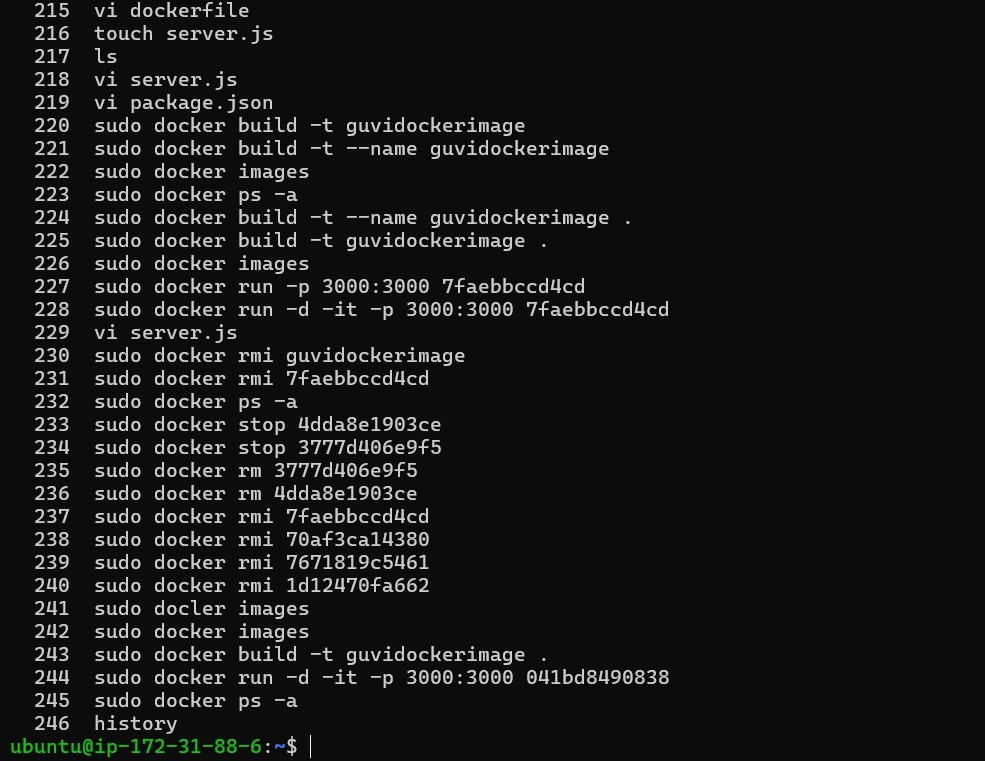 215 vi dockerfile
216 touch server.js
217 ls
218 vi server.js
219 vi package.json
220 sudo docker build -t guvidockerimage
221 sudo docker build -t --name guvidockerimage
222 sudo docker images
223 sudo docker ps -a
224 sudo docker build -t --name guvidockerimage .
225 sudo docker build -t guvidockerimage .
226 sudo docker images
227 sudo docker run -p 3000:3000 7faebbccd4cd
228 sudo docker run -d -it -p 3000:3000 7faebbccd4cd
229 vi server.js
230 sudo docker rmi guvidockerimage
231 sudo docker rmi 7faebbccd4cd
232 sudo docker ps -a
233 sudo docker stop 4dda8e1903ce
234 sudo docker stop 3777d406e9f5
235 sudo docker rm 3777d406e9f5
236 sudo docker rm 4dda8e1903ce
237 sudo docker rmi 7faebbccd4cd
238 sudo docker rmi 70af3ca14380
239 sudo docker rmi 7671819c5461
240 sudo docker rmi 1d12470fa662
241 sudo docler images
242 sudo docker images
243 sudo docker build -t guvidockerimage .
244 sudo docker run -d -it -p 3000:3000 041bd8490838
245 sudo docker ps -a
246 history
ubuntu@ip-172-31-88-6:~$